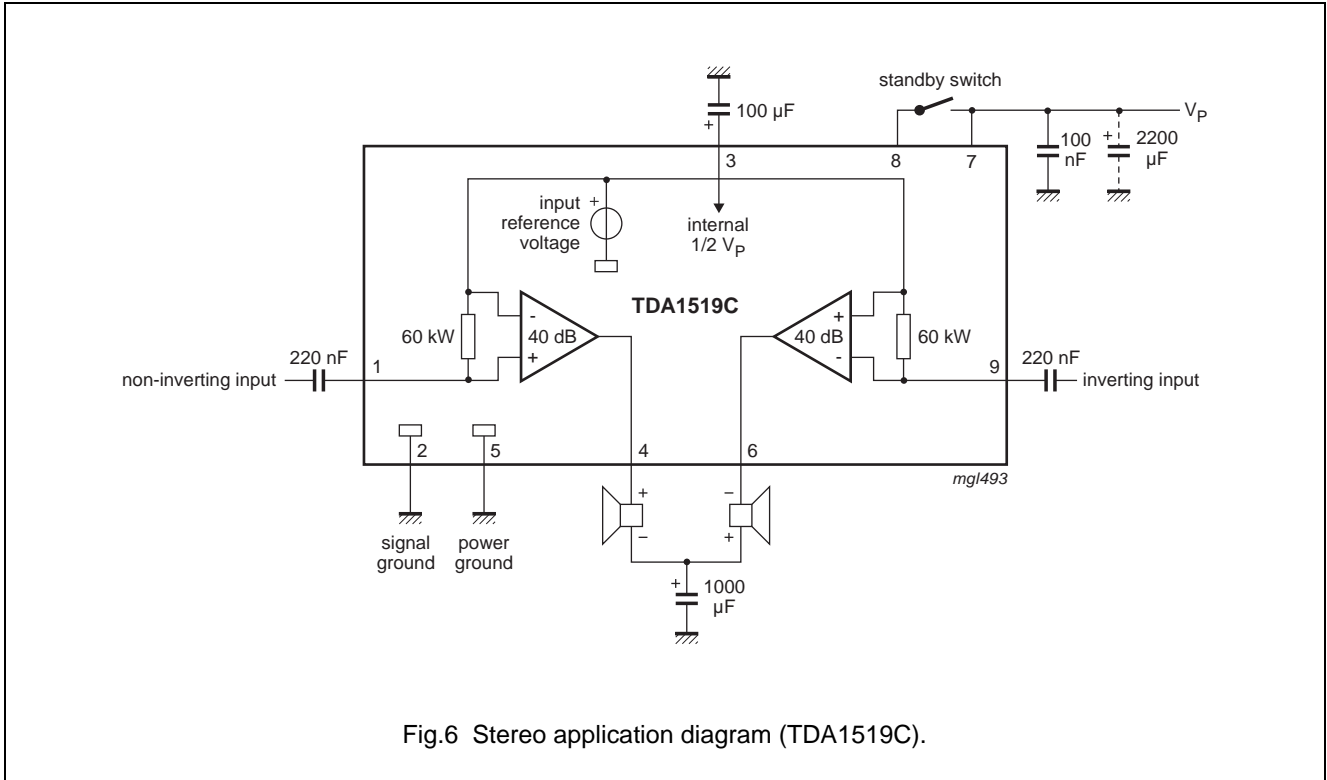 standby switch
100 µF
+
VP
100
nF
+
2200
µF
3
8
7
input
reference
voltage
+
internal
1/2 VP
TDA1519C
60 kW
-
+
40 dB
40 dB
+
-
60 kW
220 nF
non-inverting input
1
9
220 nF
inverting input
2
5
4
6
mgl493
+
−
−
+
signal
ground
power
ground
+
1000
µF
Fig.6 Stereo application diagram (TDA1519C).